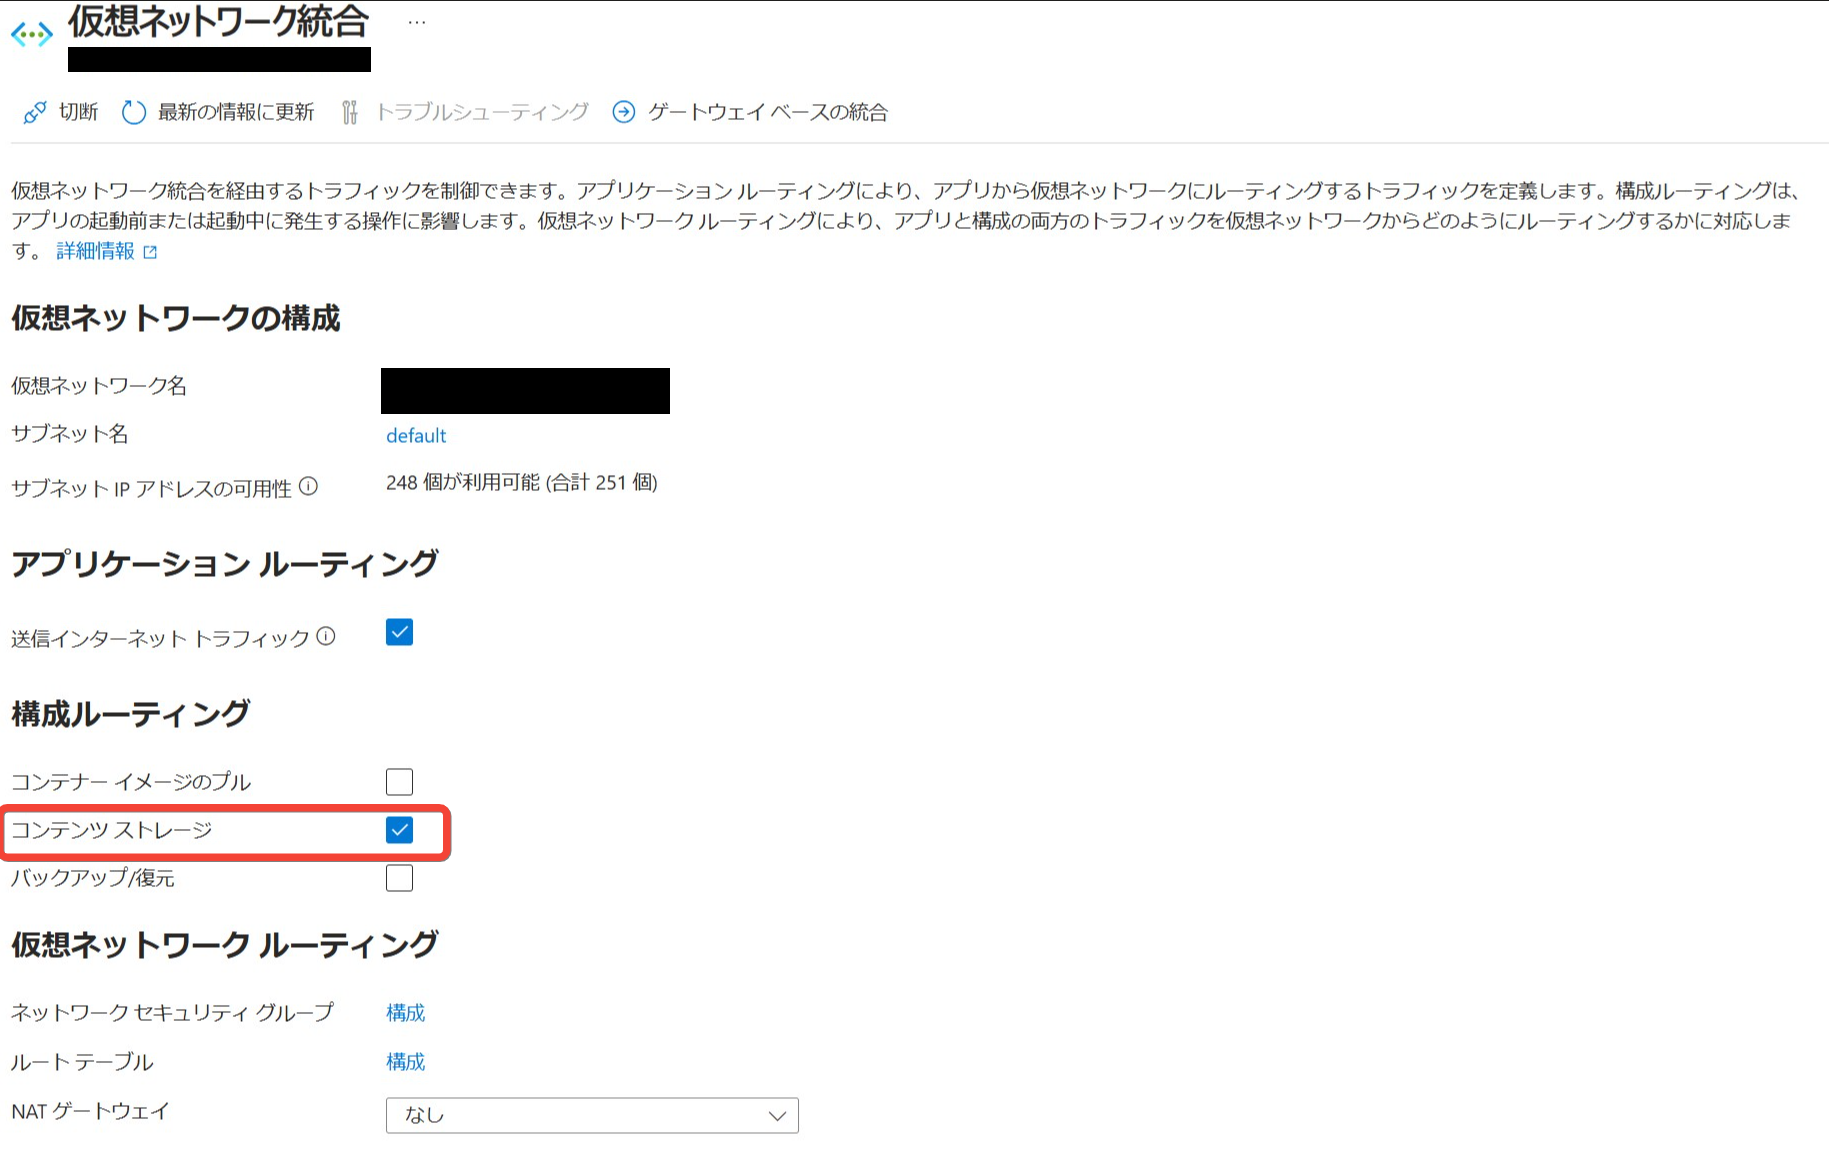 仮想ネットワーク統合 …
切断 最新の情報に更新 トラブルシューティング ゲートウェイ ベースの統合
仮想ネットワーク統合を経由するトラフィックを制御できます。アプリケーション ルーティングにより、アプリから仮想ネットワークにルーティングするトラフィックを定義します。構成ルーティングは、
アプリの起動前または起動中に発生する操作に影響します。仮想ネットワーク ルーティングにより、アプリと構成の両方のトラフィックを仮想ネットワークからどのようにルーティングするかに対応しま
す。 詳細情報
仮想ネットワークの構成
仮想ネットワーク名
サブネット名 default
サブネット IP アドレスの可用性 248 個が利用可能 (合計 251 個)
アプリケーション ルーティング
送信インターネット トラフィック
構成ルーティング
コンテナー イメージのプル
コンテンツ ストレージ
バックアップ/復元
仮想ネットワーク ルーティング
ネットワーク セキュリティ グループ 構成
ルート テーブル 構成
NAT ゲートウェイ なし